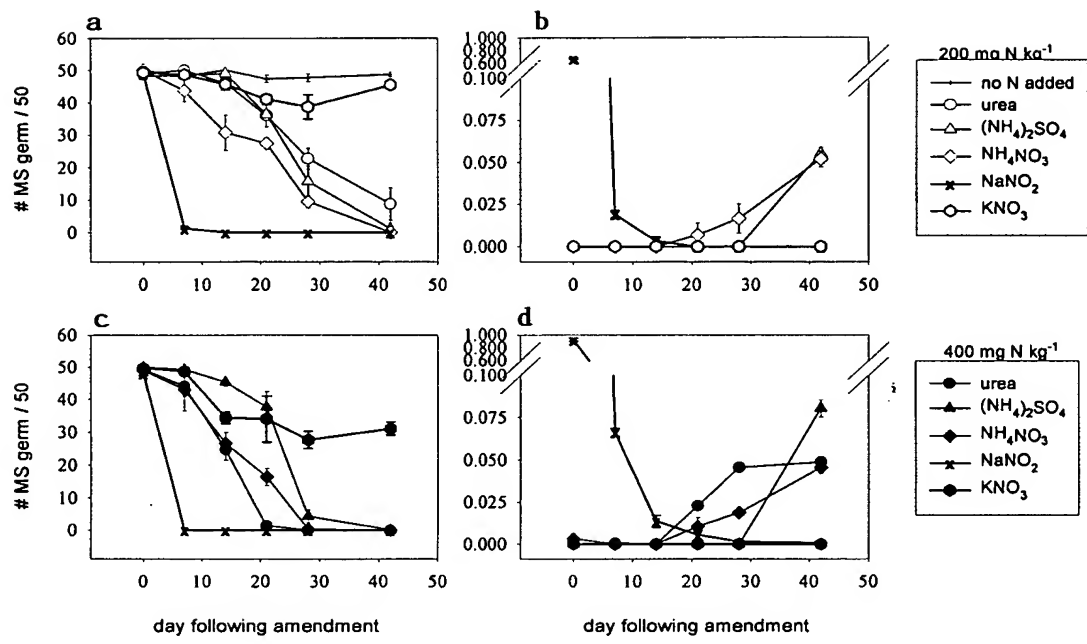 a
60
50
40
30
20
10
0
# MS germ / 50
0 10 20 30 40 50
b
1.000
0.800
0.600
0.100
0.075
0.050
0.025
0.000
0 10 20 30 40 50
200 mg N kg⁻¹
no N added
urea
(NH₄)₂SO₄
NH₄NO₃
NaNO₂
KNO₃
c
60
50
40
30
20
10
0
# MS germ / 50
0 10 20 30 40 50
day following amendment
d
1.000
0.800
0.600
0.100
0.075
0.050
0.025
0.000
0 10 20 30 40 50
day following amendment
400 mg N kg⁻¹
urea
(NH₄)₂SO₄
NH₄NO₃
NaNO₂
KNO₃